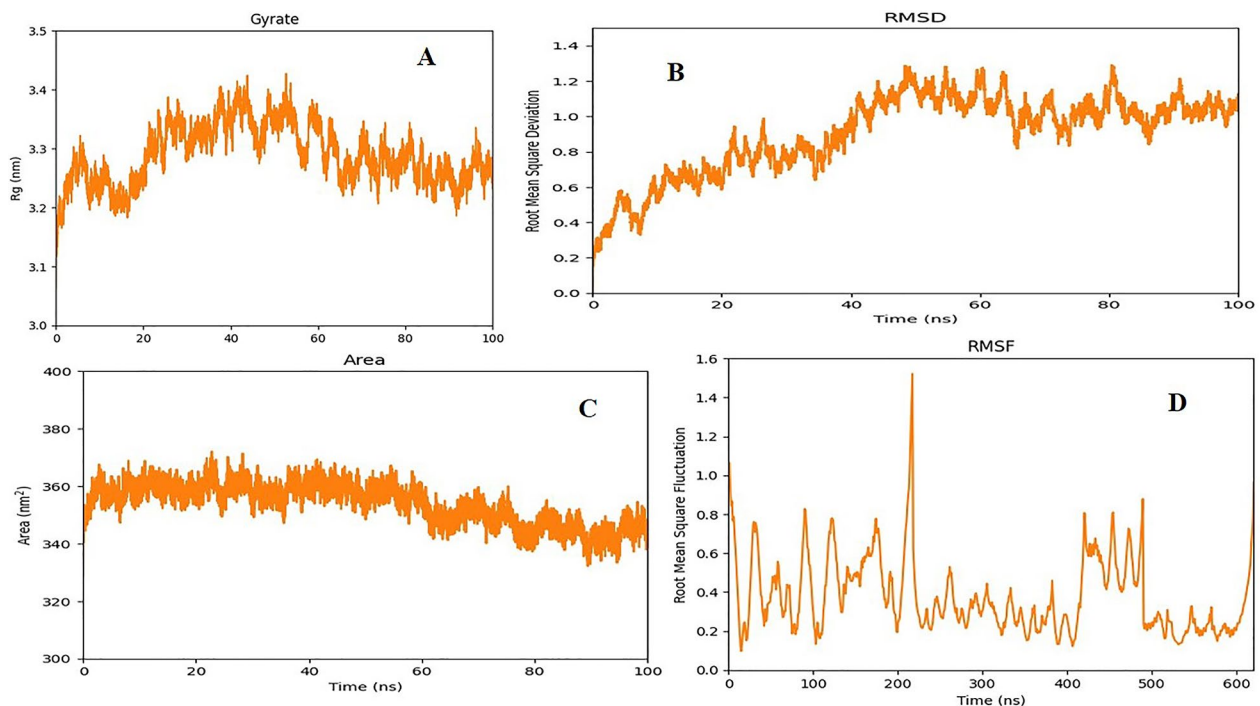 Gyrate
A
Rg (nm)
3.5
3.4
3.3
3.2
3.1
3.0
0 20 40 60 80 100
RMSD
B
Root Mean Square Deviation
1.4
1.2
1.0
0.8
0.6
0.4
0.2
0.0
0 20 40 60 80 100
Time (ns)
Area
C
Area (nm²)
400
380
360
340
320
300
0 20 40 60 80 100
Time (ns)
RMSF
D
Root Mean Square Fluctuation
1.6
1.4
1.2
1.0
0.8
0.6
0.4
0.2
0.0
0 100 200 300 400 500 600
Time (ns)